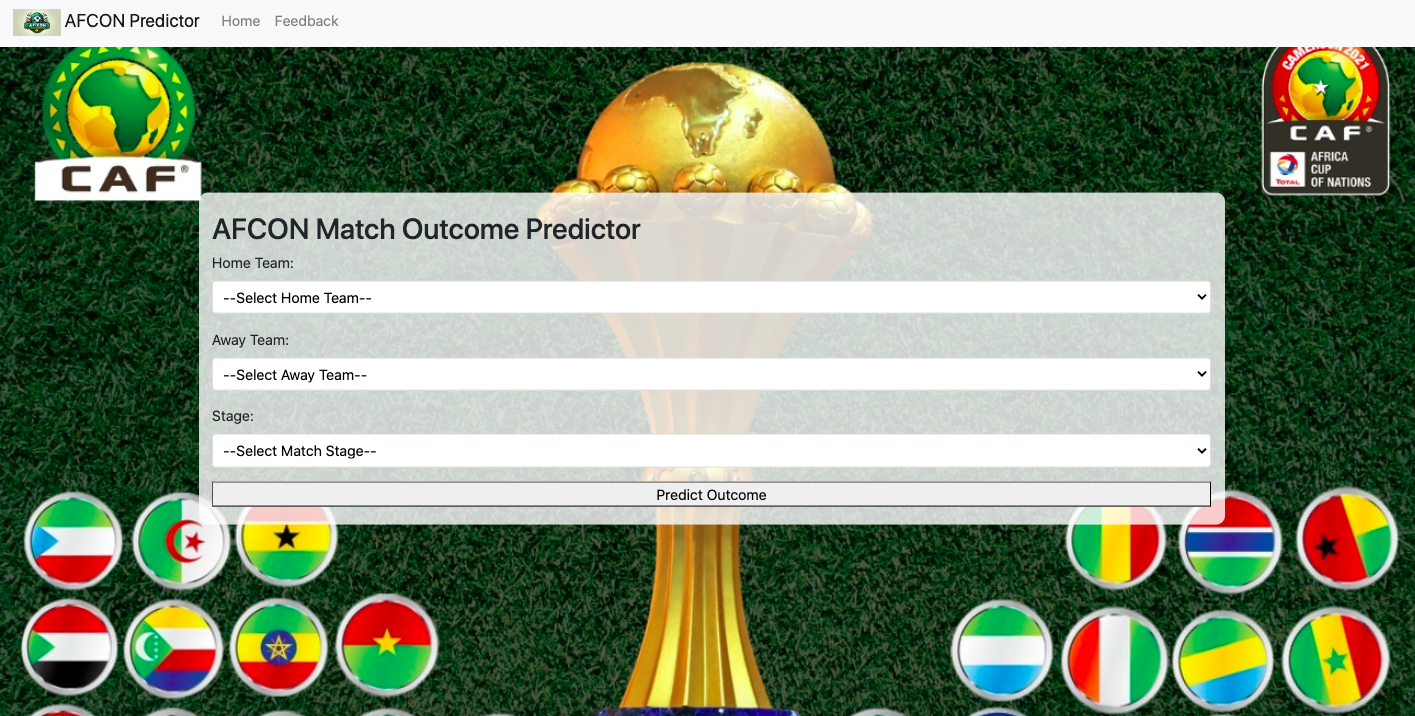 AFCON Predictor Home Feedback
CAF®
CAMEROON 2021
CAF®
TOTAL
AFRICA
CUP
OF NATIONS
AFCON Match Outcome Predictor
Home Team:
--Select Home Team--
Away Team:
--Select Away Team--
Stage:
--Select Match Stage--
Predict Outcome